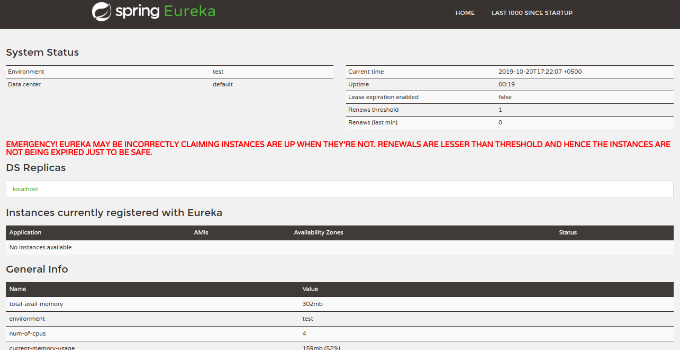 spring Eureka
HOME LAST 1000 SINCE STARTUP
System Status
Environment test
Data center default
Current time 2019-10-20T17:22:07 +0500
Uptime 00:19
Lease expiration enabled false
Renews threshold 1
Renews (last min) 0
EMERGENCY! EUREKA MAY BE INCORRECTLY CLAIMING INSTANCES ARE UP WHEN THEY'RE NOT. RENEWALS ARE LESSER THAN THRESHOLD AND HENCE THE INSTANCES ARE
NOT BEING EXPIRED JUST TO BE SAFE.
DS Replicas
localhost
Instances currently registered with Eureka
Application AMIs Availability Zones Status
No instances available
General Info
Name Value
total-avail-memory 302mb
environment test
num-of-cpus 4
current-memory-usage 159mb (52%)